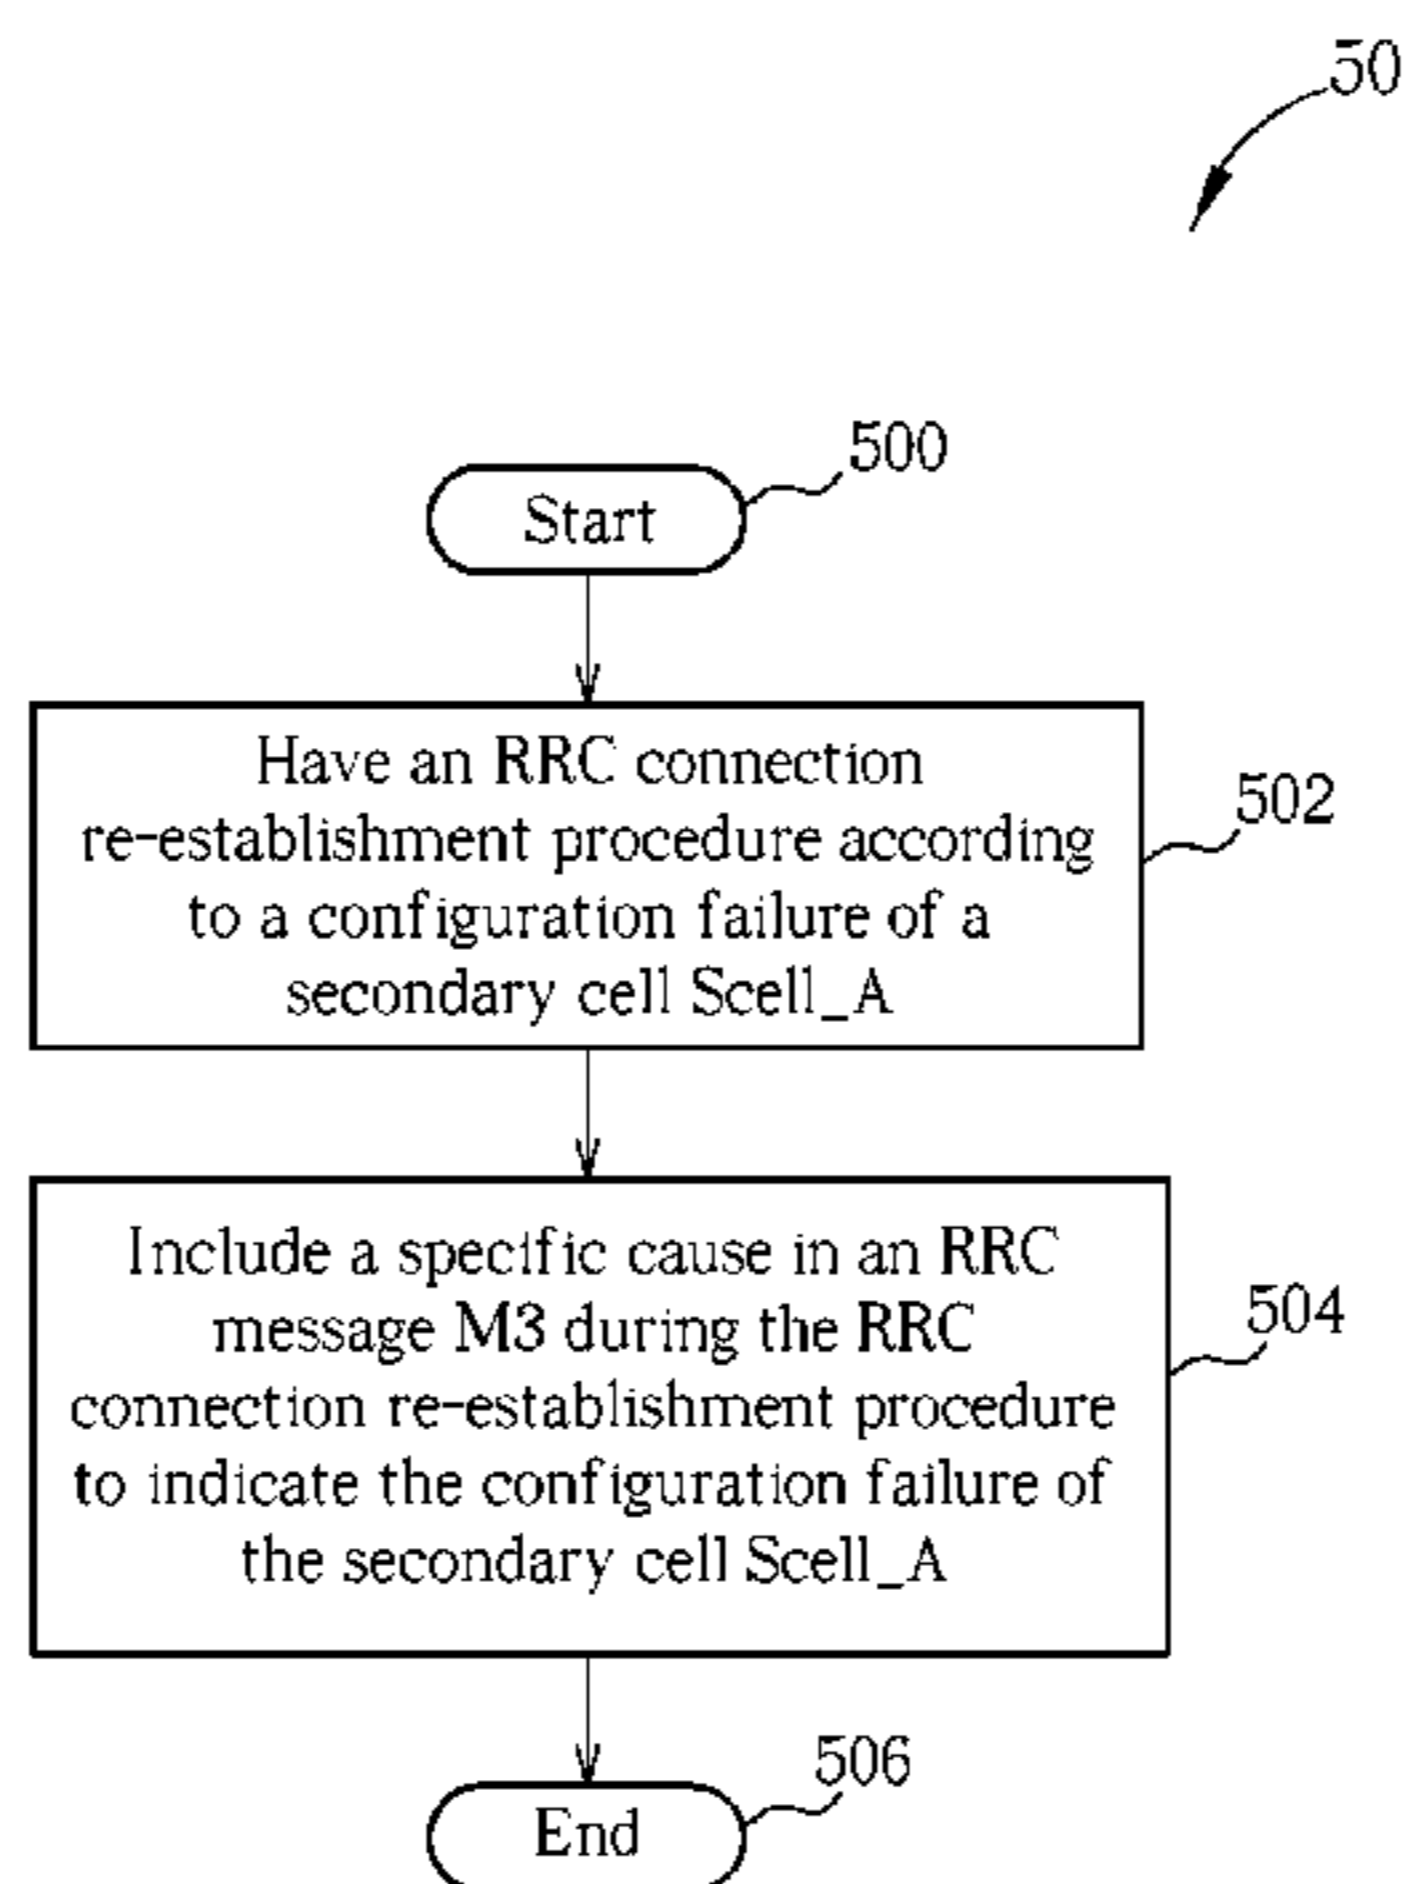 50
500
Start
Have an RRC connection
re-establishment procedure according
to a configuration failure of a
secondary cell Scell_A
502
Include a specific cause in an RRC
message M3 during the RRC
connection re-establishment procedure
to indicate the configuration failure of
the secondary cell Scell_A
504
506
End